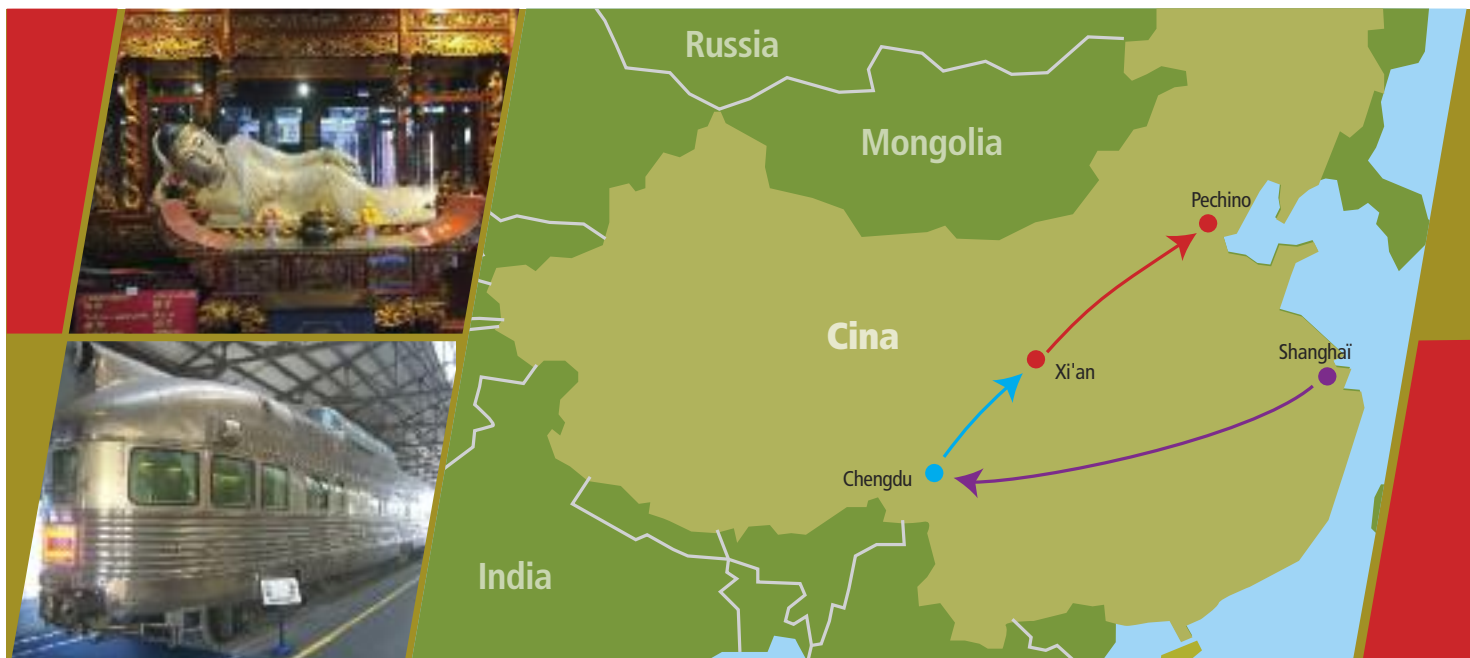 Russia
Mongolia
Pechino
Cina
Shanghaï
Xi'an
Chengdu
India